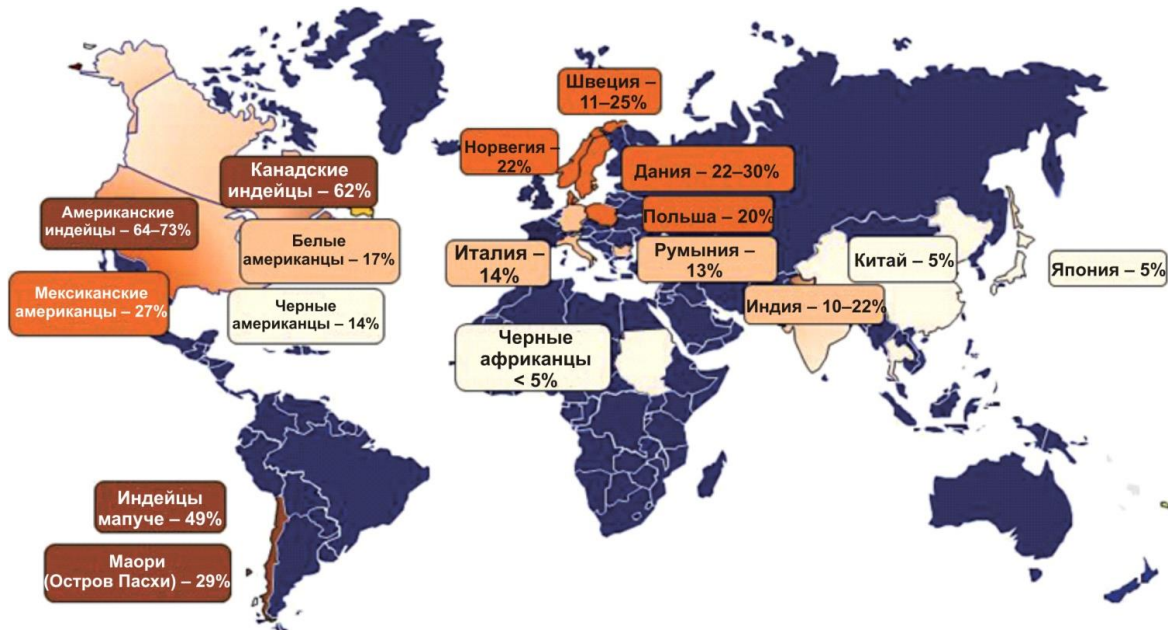 Швеция –
11–25%
Норвегия –
22%
Дания – 22–30%
Канадские
индейцы – 62%
Американские
индейцы – 64–73%
Польша – 20%
Белые
американцы – 17%
Италия –
14%
Румыния –
13%
Китай – 5%
Япония – 5%
Мексиканские
американцы – 27%
Черные
американцы – 14%
Индия – 10–22%
Черные
африканцы
< 5%
Индейцы
мапуче – 49%
Маори
(Остров Пасхи) – 29%